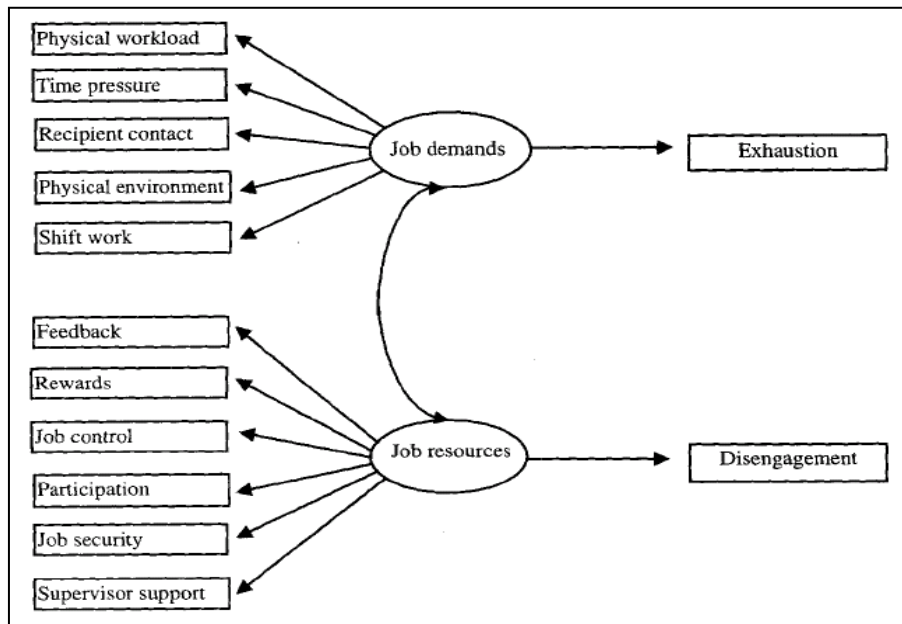 Physical workload
Time pressure
Recipient contact
Physical environment
Shift work
Job demands
Exhaustion
Feedback
Rewards
Job control
Participation
Job security
Supervisor support
Job resources
Disengagement